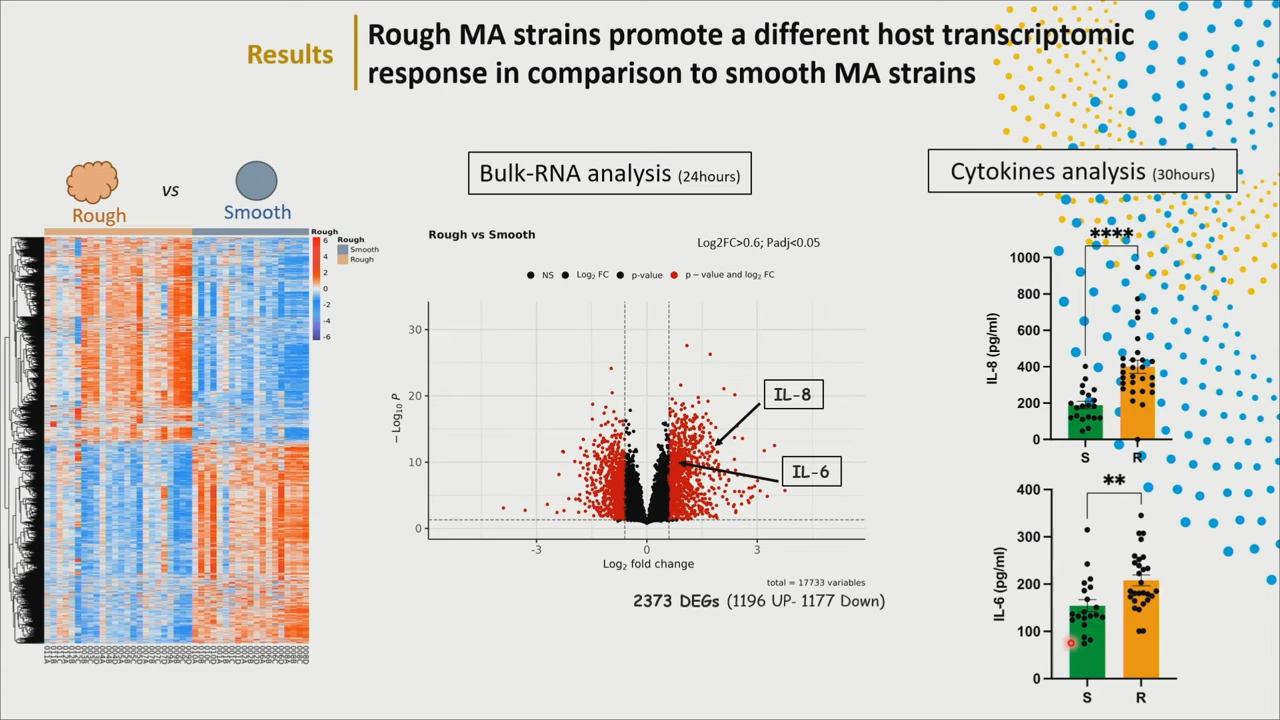 Results
Rough MA strains promote a different host transcriptomic
response in comparison to smooth MA strains
Rough
vs
Smooth
Rough
6
4
2
0
-2
-4
-6
Rough
Smooth
Rough
Bulk-RNA analysis (24hours)
Rough vs Smooth
Log2FC>0.6; Padj<0.05
NS
Log₂ FC
p-value
p – value and log₂ FC
– Log₁₀ P
30
20
10
0
-3
0
3
Log₂ fold change
IL-8
IL-6
total = 17733 variables
2373 DEGs (1196 UP- 1177 Down)
Cytokines analysis (30hours)
****
IL-8 (pg/ml)
1000
800
600
400
200
0
S
R
**
IL-6 (pg/ml)
400
300
200
100
0
S
R